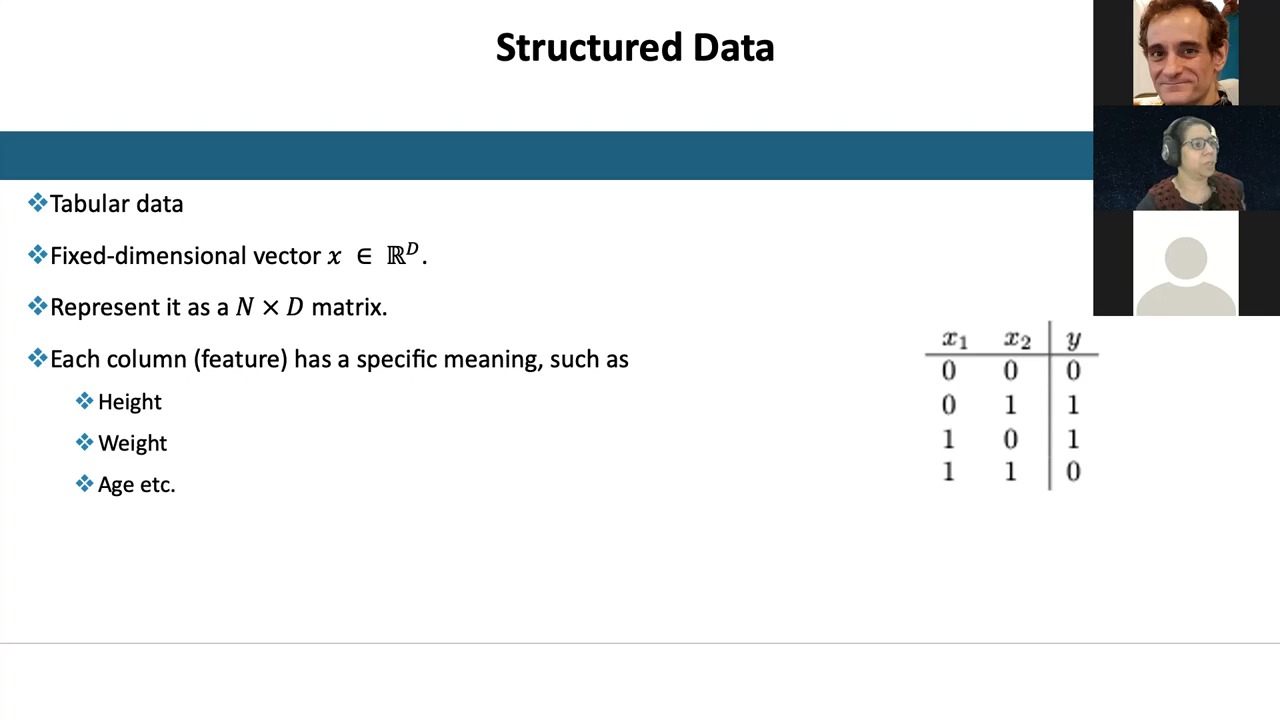 Structured Data
❖Tabular data
❖Fixed-dimensional vector x ∈ ℝᴰ.
❖Represent it as a N × D matrix.
❖Each column (feature) has a specific meaning, such as
❖ Height
❖ Weight
❖ Age etc.
x₁ x₂ y
0 0 0
0 1 1
1 0 1
1 1 0